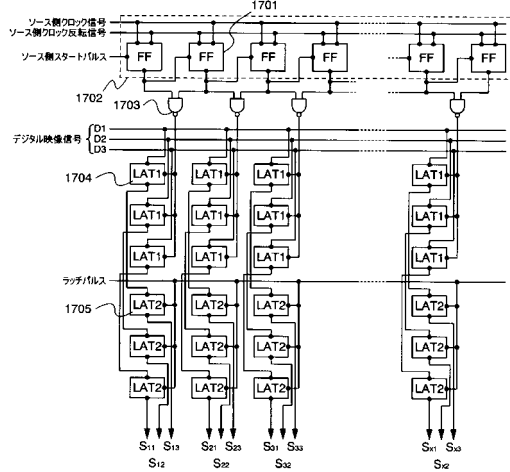 1701
ソース側クロック信号
ソース側クロック反転信号
ソース側スタートパルス
FF FF FF FF FF FF
1702
1703
デジタル映像信号 { D1
D2
D3
1704
LAT1 LAT1 LAT1 LAT1
LAT1 LAT1 LAT1 LAT1
LAT1 LAT1 LAT1 LAT1
ラッチパルス
1705
LAT2 LAT2 LAT2 LAT2
LAT2 LAT2 LAT2 LAT2
LAT2 LAT2 LAT2 LAT2
S11 S13 S21 S23 S31 S33 Sx1 Sx3
S12 S22 S32 Sx2